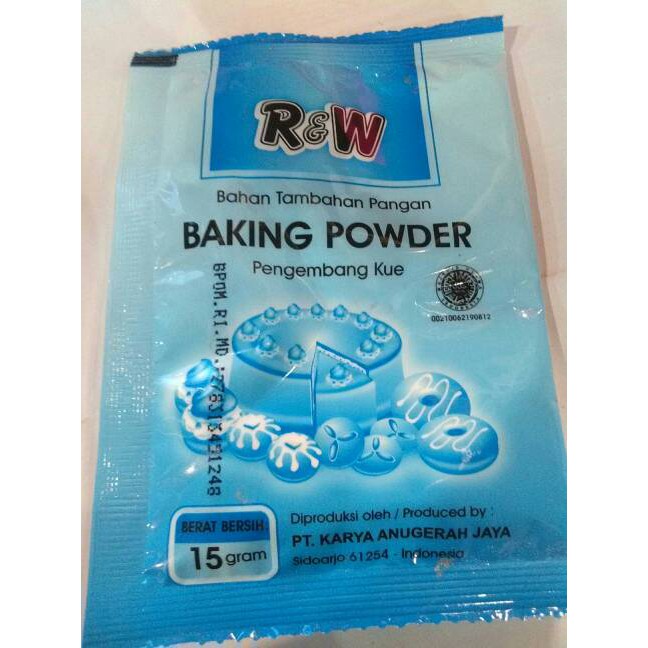 R&W
Bahan Tambahan Pangan
BAKING POWDER
Pengembang Kue
00210062190812
BERAT BERSIH
15 gram
Diproduksi oleh / Produced by :
PT. KARYA ANUGERAH JAYA
Sidoarjo 61254 - Indonesia